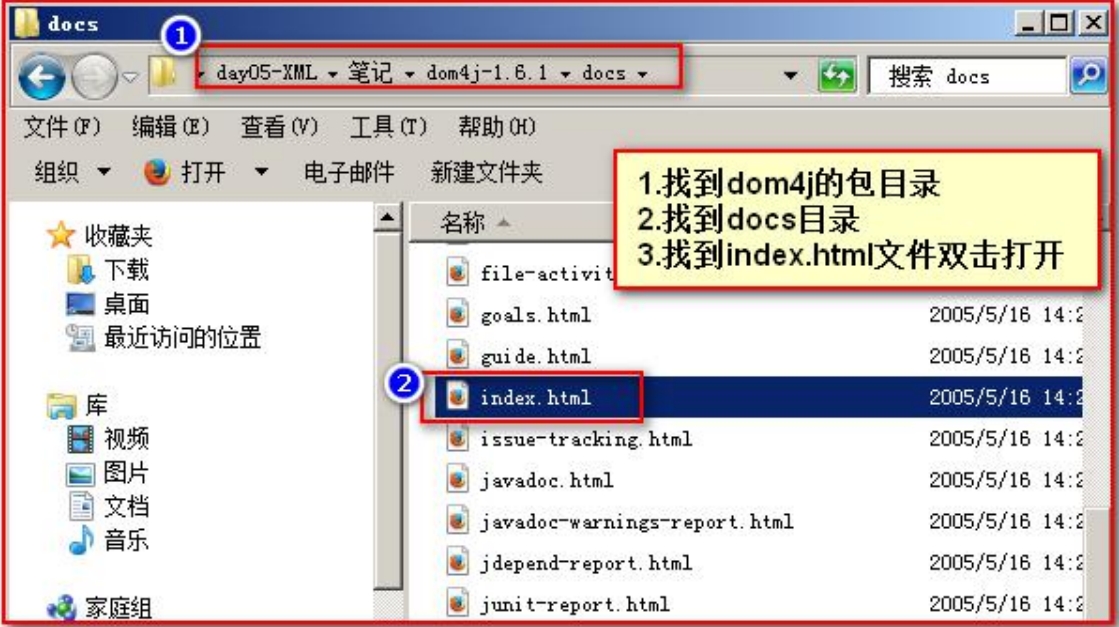 docs
1
day05-XML 笔记 dom4j-1.6.1 docs
搜索 docs
文件(F) 编辑(E) 查看(V) 工具(T) 帮助(H)
组织 打开 电子邮件 新建文件夹
1.找到dom4j的包目录
2.找到docs目录
3.找到index.html文件双击打开
收藏夹
下载
桌面
最近访问的位置
库
视频
图片
文档
音乐
家庭组
名称
file-activit
goals.html 2005/5/16 14:2
guide.html 2005/5/16 14:2
2
index.html 2005/5/16 14:2
issue-tracking.html 2005/5/16 14:2
javadoc.html 2005/5/16 14:2
javadoc-warnings-report.html 2005/5/16 14:2
jdepend-report.html 2005/5/16 14:2
junit-report.html 2005/5/16 14:2